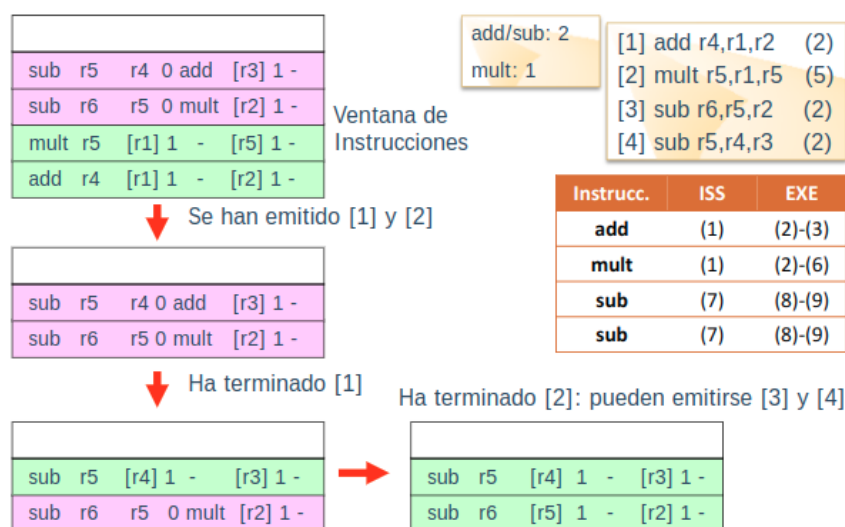 add/sub: 2
mult: 1
[1] add r4,r1,r2 (2)
[2] mult r5,r1,r5 (5)
[3] sub r6,r5,r2 (2)
[4] sub r5,r4,r3 (2)
sub r5 r4 0 add [r3] 1 -
sub r6 r5 0 mult [r2] 1 -
mult r5 [r1] 1 - [r5] 1 -
add r4 [r1] 1 - [r2] 1 -
Ventana de
Instrucciones
Se han emitido [1] y [2]
Instrucc. ISS EXE
add (1) (2)-(3)
mult (1) (2)-(6)
sub (7) (8)-(9)
sub (7) (8)-(9)
sub r5 r4 0 add [r3] 1 -
sub r6 r5 0 mult [r2] 1 -
Ha terminado [1]
Ha terminado [2]: pueden emitirse [3] y [4]
sub r5 [r4] 1 - [r3] 1 -
sub r6 r5 0 mult [r2] 1 -
sub r5 [r4] 1 - [r3] 1 -
sub r6 [r5] 1 - [r2] 1 -